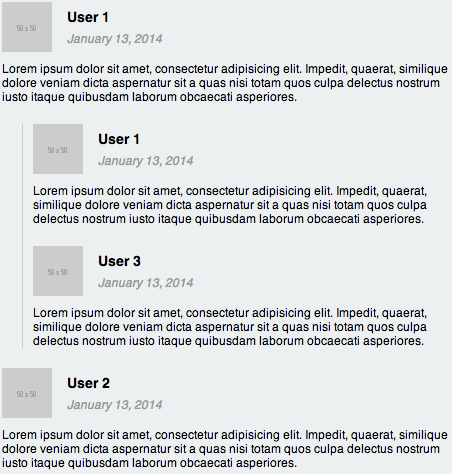 50 x 50
User 1
January 13, 2014
Lorem ipsum dolor sit amet, consectetur adipisicing elit. Impedit, quaerat, similique
dolore veniam dicta aspernatur sit a quas nisi totam quos culpa delectus nostrum
iusto itaque quibusdam laborum obcaecati asperiores.
50 x 50
User 1
January 13, 2014
Lorem ipsum dolor sit amet, consectetur adipisicing elit. Impedit, quaerat,
similique dolore veniam dicta aspernatur sit a quas nisi totam quos culpa
delectus nostrum iusto itaque quibusdam laborum obcaecati asperiores.
50 x 50
User 3
January 13, 2014
Lorem ipsum dolor sit amet, consectetur adipisicing elit. Impedit, quaerat,
similique dolore veniam dicta aspernatur sit a quas nisi totam quos culpa
delectus nostrum iusto itaque quibusdam laborum obcaecati asperiores.
50 x 50
User 2
January 13, 2014
Lorem ipsum dolor sit amet, consectetur adipisicing elit. Impedit, quaerat, similique
dolore veniam dicta aspernatur sit a quas nisi totam quos culpa delectus nostrum
iusto itaque quibusdam laborum obcaecati asperiores.